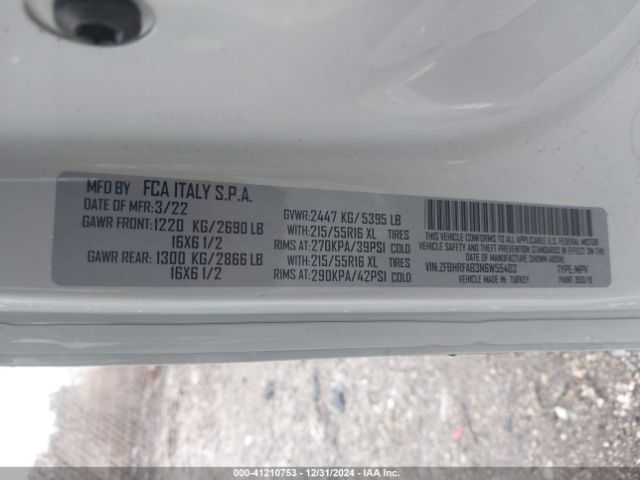 MFD BY FCA ITALY S.P.A.
DATE OF MFR: 3/22
GAWR FRONT: 1220 KG/2690 LB
16X6 1/2
GAWR REAR: 1300 KG/2866 LB
16X6 1/2
GVWR: 2447 KG/5395 LB
WITH: 215/55R16 XL TIRES
RIMS AT: 270KPA/39PSI COLD
WITH: 215/55R16 XL TIRES
RIMS AT: 290KPA/42PSI COLD
THIS VEHICLE CONFORMS TO ALL APPLICABLE U.S. FEDERAL MOTOR
VEHICLE SAFETY AND THEFT PREVENTION STANDARDS IN EFFECT ON THE
DATE OF MANUFACTURE SHOWN ABOVE.
VIN: ZFBHRFAB3N6W55403 TYPE: MPV
VEHICLE MADE IN: TURKEY PAINT: 250/B
000-41210753 - 12/31/2024 - IAA Inc.